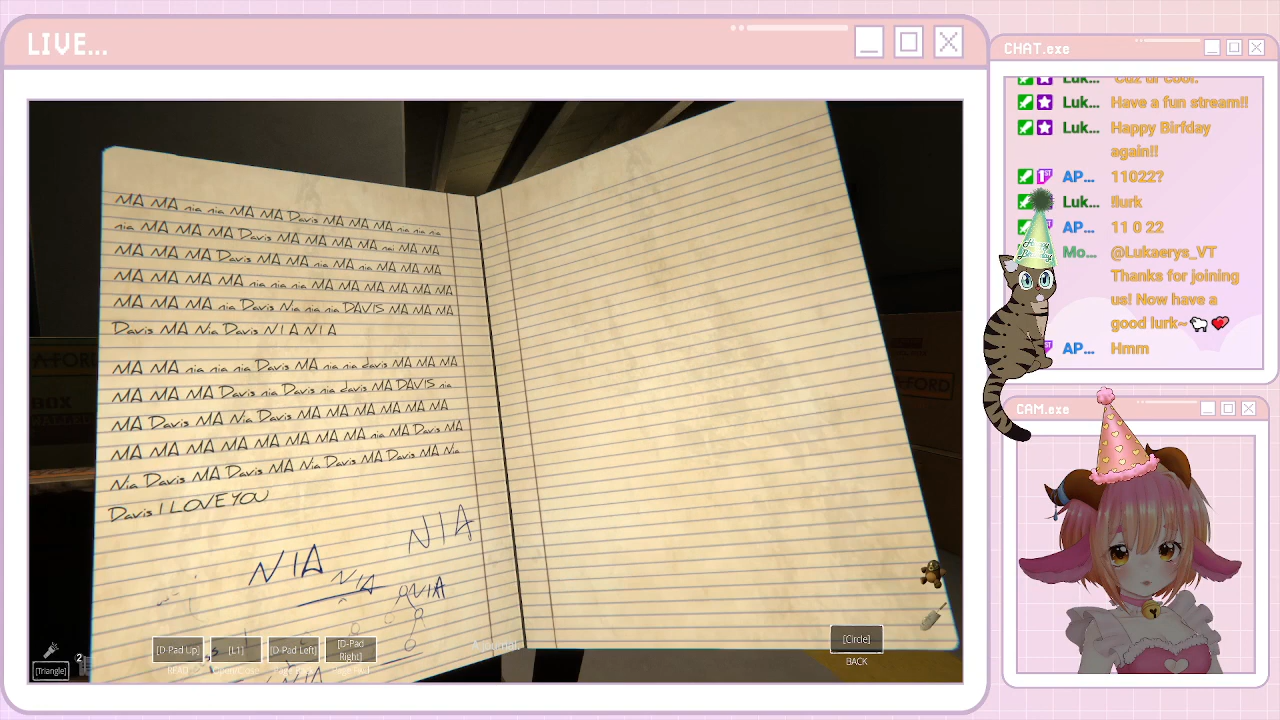 LIVE...
MA MA nia nia MA MA Davis MA MA MA nia nia nia
nia MA MA MA Davis MA MA MA MA nai MA MA
MA MA MA Davis MA MA nia MA nia MA MA MA
MA MA MA MA nia nia nia MA MA MA MA MA
MA MA MA nia Davis Nia nia nia DAVIS MA MA MA
Davis MA Nia Davis N I A N I A
MA MA nia nia nia Davis MA nia nia davis MA MA MA
MA MA MA Davis nia Davis nia davis MA DAVIS nia
MA Davis MA Nia Davis MA MA MA MA MA MA
MA MA MA MA MA MA MA nia MA Davis MA
Nia Davis MA Davis MA Nia Davis MA Davis MA Nia
Davis I LOVE YOU
NIA
NIA
NIA
NIA
[Triangle]
2
[D-Pad Up]
[L1]
[D-Pad Left]
[D-Pad
Right]
[Circle]
BACK
CHAT.exe
Luk... Cuz ur cool.
Luk... Have a fun stream!!
Luk... Happy Birfday
again!!
AP... 11022?
Luk... !lurk
AP... 11 0 22
Mo... @Lukaerys_VT
Thanks for joining
us! Now have a
good lurk~
AP... Hmm
CAM.exe